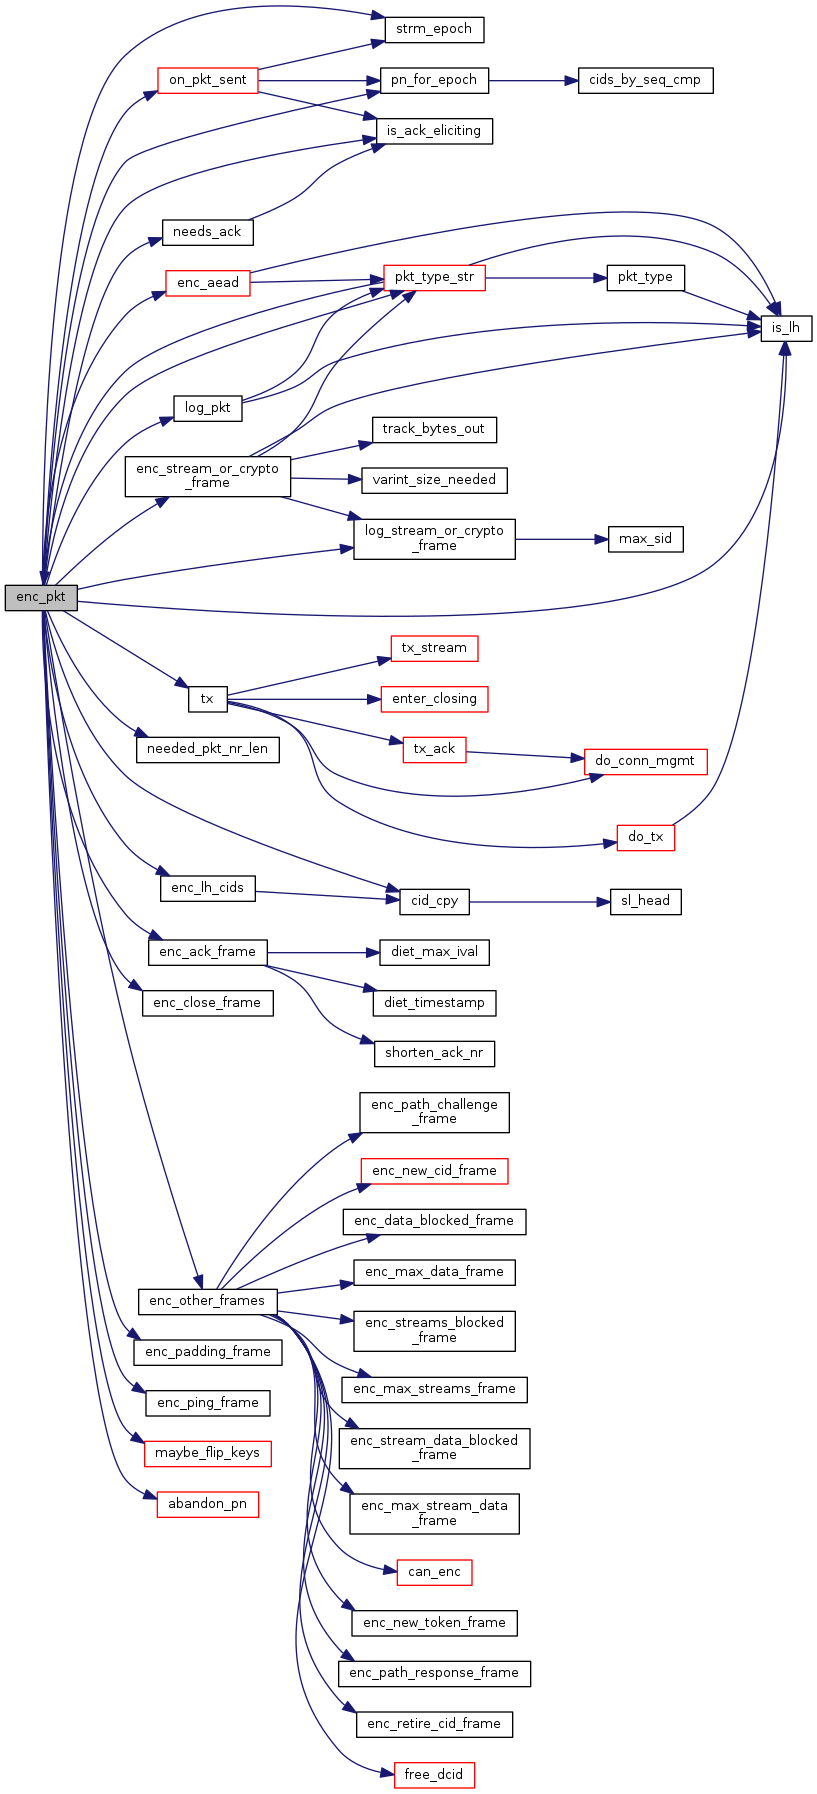 strm_epoch
on_pkt_sent
pn_for_epoch
cids_by_seq_cmp
is_ack_eliciting
needs_ack
enc_aead
pkt_type_str
pkt_type
is_lh
log_pkt
track_bytes_out
enc_stream_or_crypto
_frame
varint_size_needed
log_stream_or_crypto
_frame
max_sid
enc_pkt
tx_stream
tx
enter_closing
needed_pkt_nr_len
tx_ack
do_conn_mgmt
do_tx
enc_lh_cids
cid_cpy
sl_head
enc_ack_frame
diet_max_ival
enc_close_frame
diet_timestamp
shorten_ack_nr
enc_path_challenge
_frame
enc_new_cid_frame
enc_data_blocked_frame
enc_max_data_frame
enc_other_frames
enc_streams_blocked
_frame
enc_padding_frame
enc_max_streams_frame
enc_ping_frame
enc_stream_data_blocked
_frame
maybe_flip_keys
abandon_pn
enc_max_stream_data
_frame
can_enc
enc_new_token_frame
enc_path_response_frame
enc_retire_cid_frame
free_dcid